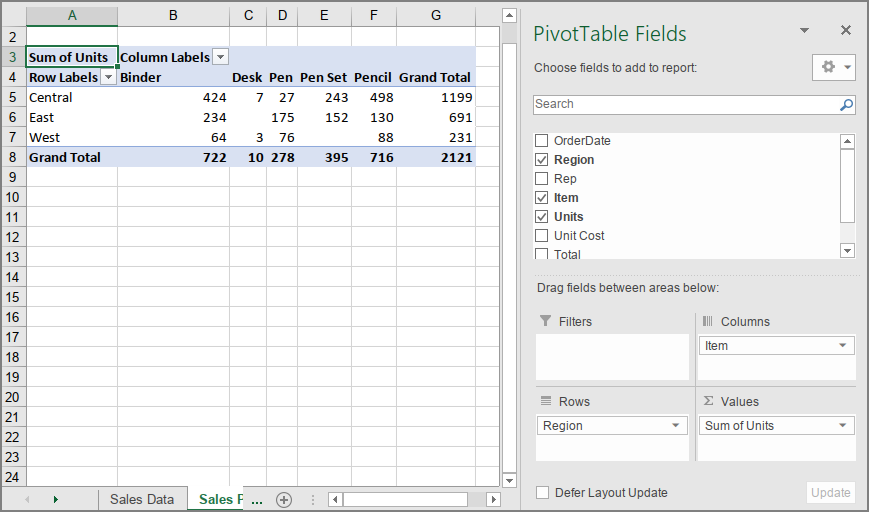 A B C D E F G
2
3 Sum of Units Column Labels
4 Row Labels Binder Desk Pen Pen Set Pencil Grand Total
5 Central 424 7 27 243 498 1199
6 East 234 175 152 130 691
7 West 64 3 76 88 231
8 Grand Total 722 10 278 395 716 2121
9
10
11
12
13
14
15
16
17
18
19
20
21
22
23
24
Sales Data Sales P ...
PivotTable Fields
Choose fields to add to report:
Search
OrderDate
Region
Rep
Item
Units
Unit Cost
Total
Drag fields between areas below:
Filters
Columns
Item
Rows
Region
Σ Values
Sum of Units
Defer Layout Update
Update